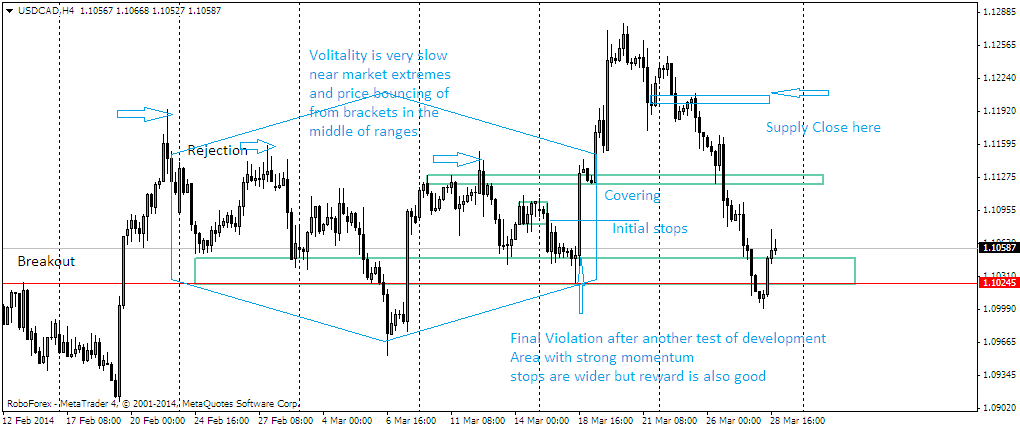 USDCAD,H4 1.10567 1.10668 1.10527 1.10587
Volitality is very slow
near market extremes
and price bouncing of
from brackets in the
middle of ranges
Rejection
Supply Close here
Covering
Initial stops
Breakout
Final Violation after another test of development
Area with strong momentum
stops are wider but reward is also good
1.12885
1.12565
1.12240
1.11920
1.11595
1.11275
1.10955
1.10587
1.10310
1.10245
1.09990
1.09665
1.09345
1.09020
RoboForex - MetaTrader 4, © 2001-2014, MetaQuotes Software Corp.
12 Feb 2014
17 Feb 08:00
20 Feb 00:00
24 Feb 16:00
27 Feb 08:00
4 Mar 00:00
6 Mar 16:00
11 Mar 08:00
14 Mar 00:00
18 Mar 16:00
21 Mar 08:00
26 Mar 00:00
28 Mar 16:00